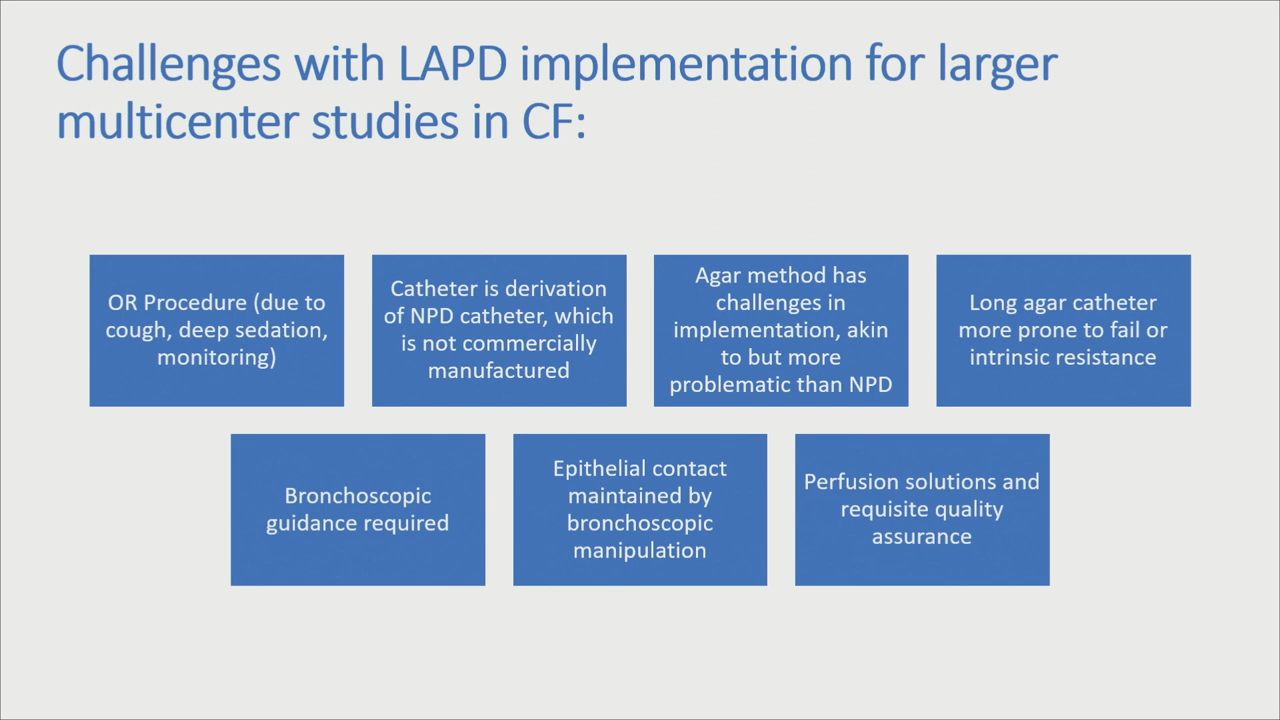 Challenges with LAPD implementation for larger
multicenter studies in CF:
OR Procedure (due to
cough, deep sedation,
monitoring)
Catheter is derivation
of NPD catheter, which
is not commercially
manufactured
Agar method has
challenges in
implementation, akin
to but more
problematic than NPD
Long agar catheter
more prone to fail or
intrinsic resistance
Bronchoscopic
guidance required
Epithelial contact
maintained by
bronchoscopic
manipulation
Perfusion solutions and
requisite quality
assurance